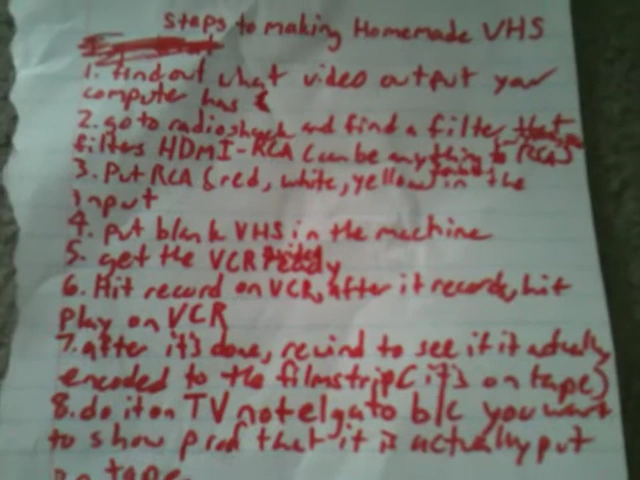 steps to making Homemade VHS
1. find out what video output your
computer has
2. go to radioshack and find a filter that
filters HDMI-RCA (can be anything to RCA)
3. Put RCA (red, white, yellow) in the
input
4. put blank VHS in the machine
5. get the VCR ready
6. Hit record on VCR, after it records, hit
play on VCR
7. after it's done, rewind to see if it actually
encoded to the filmstrip (it's on tape)
8. do it on TV not elgato b/c you want
to show prof that it is actually put
on tape